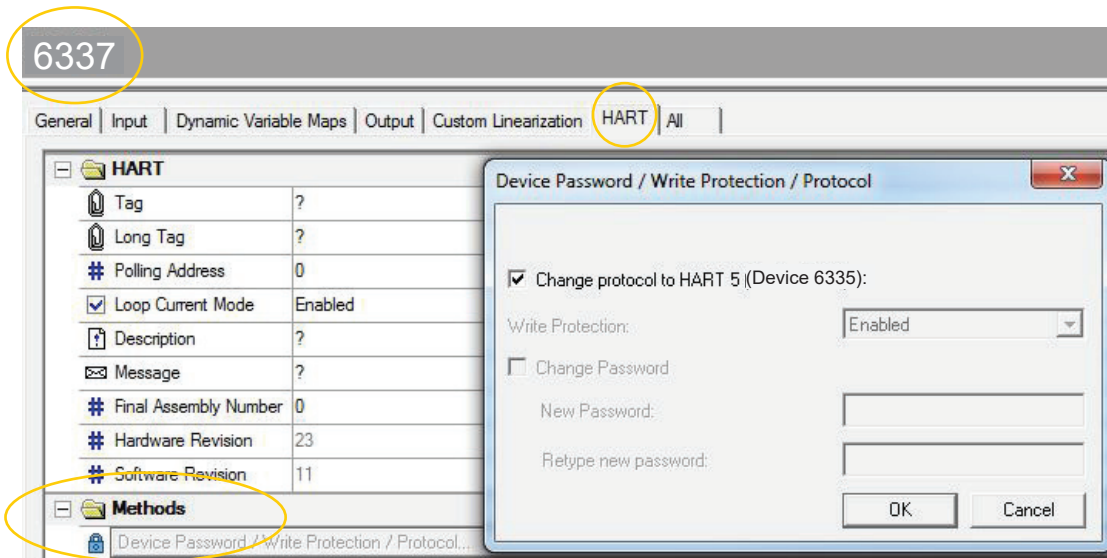 6337
General Input Dynamic Variable Maps Output Custom Linearization HART All
HART
Tag ?
Long Tag ?
Polling Address 0
Loop Current Mode Enabled
Description ?
Message ?
Final Assembly Number 0
Hardware Revision 23
Software Revision 11
Methods
Device Password / Write Protection / Protocol...
Device Password / Write Protection / Protocol
Change protocol to HART 5 (Device 6335):
Write Protection: Enabled
Change Password
New Password:
Retype new password:
OK Cancel